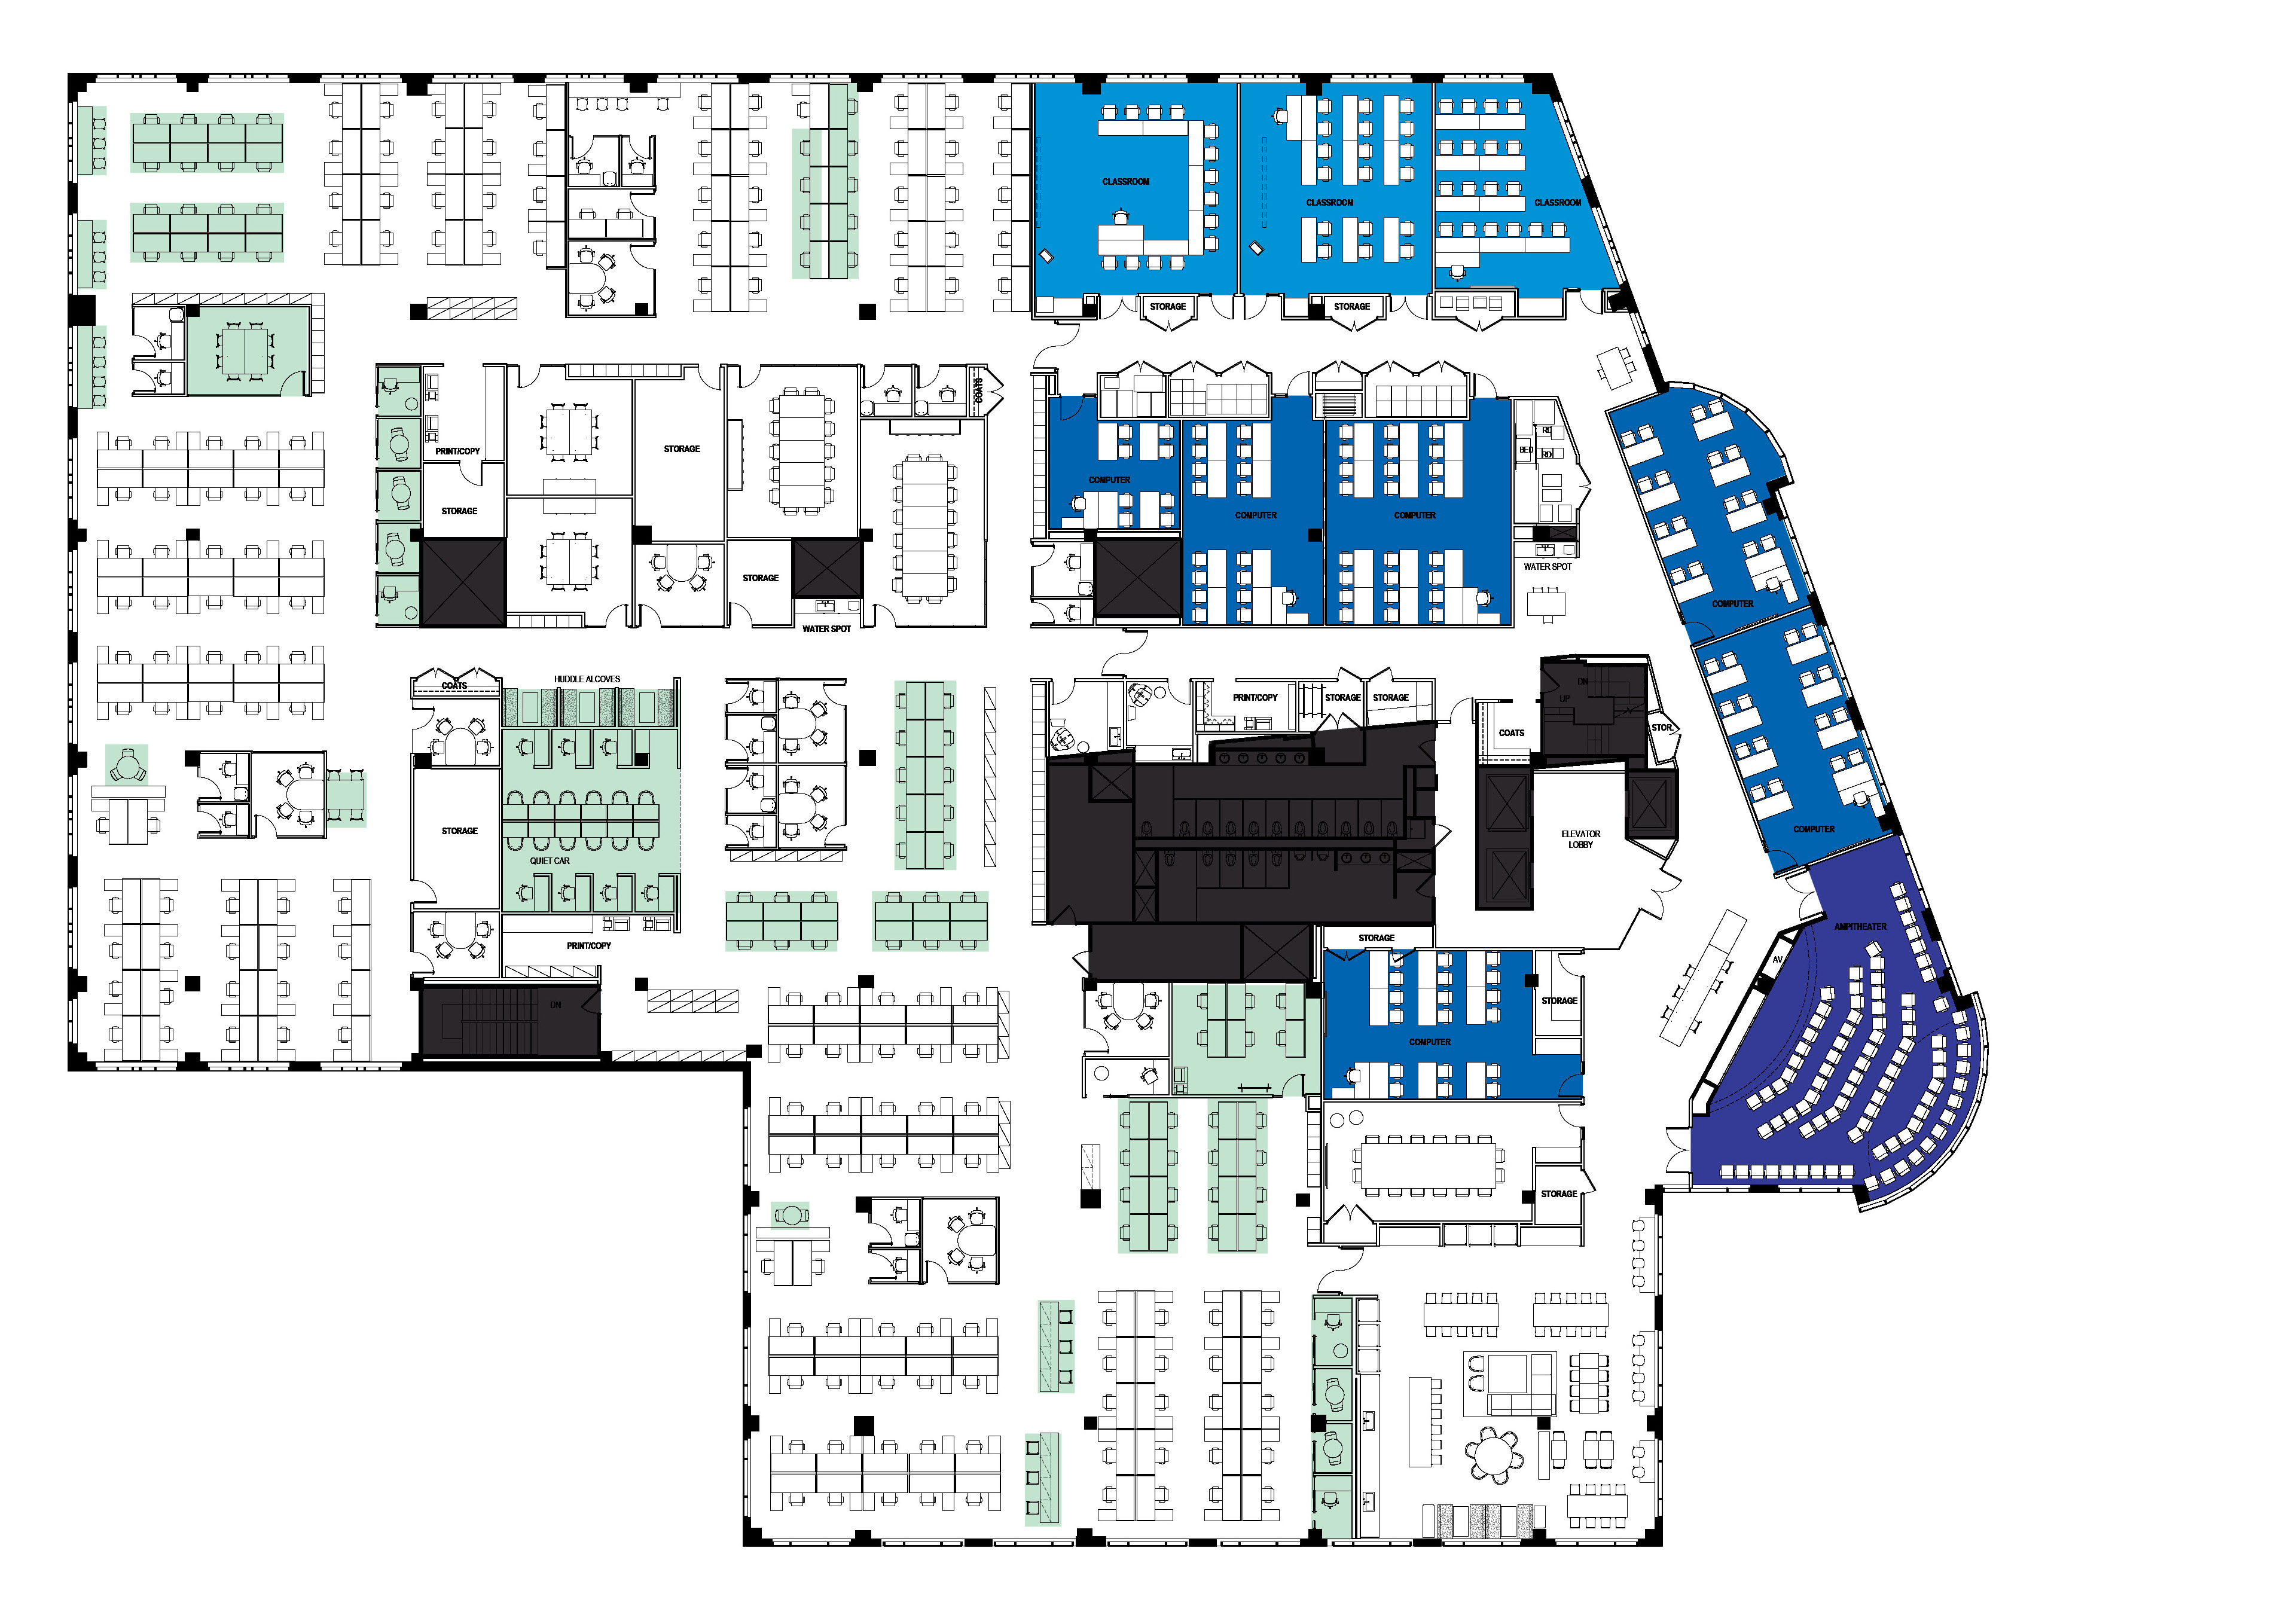 CLASSROOM
CLASSROOM
CLASSROOM
STORAGE
STORAGE
COATS
PRINT/COPY
STORAGE
STORAGE
COMPUTER
COMPUTER
COMPUTER
RD
BED
RD
STORAGE
WATER SPOT
WATER SPOT
COMPUTER
HUDDLE ALCOVES
COATS
PRINT/COPY
STORAGE
STORAGE
DN
UP
COATS
STOR.
STORAGE
QUIET CAR
ELEVATOR
LOBBY
COMPUTER
AMPITHEATER
PRINT/COPY
STORAGE
AV
DN
STORAGE
COMPUTER
STORAGE